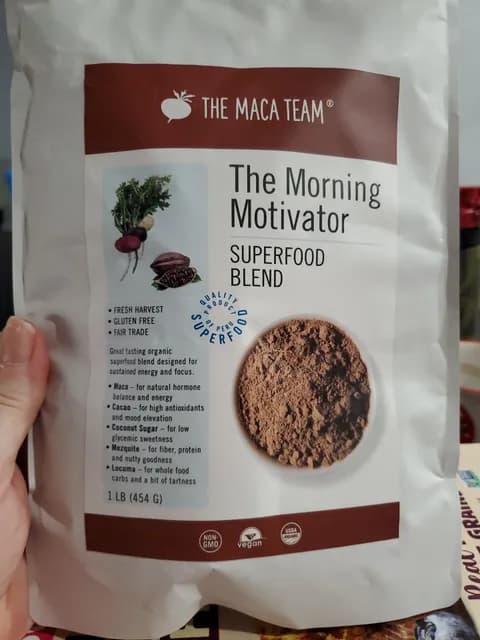 THE MACA TEAM®
The Morning
Motivator
SUPERFOOD
BLEND
QUALITY
PRODUCT
OF PERU
SUPERFOOD
• FRESH HARVEST
• GLUTEN FREE
• FAIR TRADE
Great tasting organic
superfood blend designed for
sustained energy and focus.
• Maca – for natural hormone
balance and energy
• Cacao – for high antioxidants
and mood elevation
• Coconut Sugar – for low
glycemic sweetness
• Mezquite – for fiber, protein
and nutty goodness
• Lucuma – for whole food
carbs and a bit of tartness
1 LB (454 G)
NON-
GMO
vegan
USDA
ORGANIC